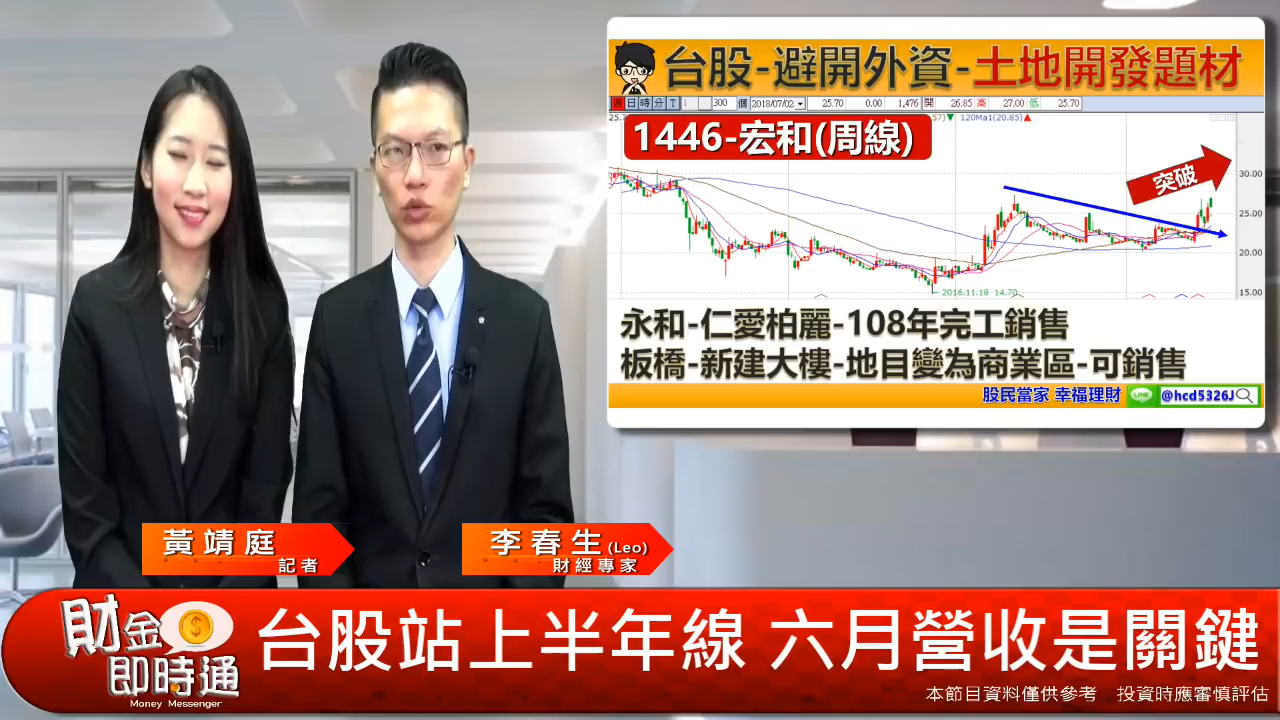 台股-避開外資-土地開發題材
週 日 時 分 T 300 個 2018/07/02 25.70 0.00 1,476 開 26.85 高 27.00 低 25.70
120Ma1(20.85)
1446-宏和(周線)
突破
30.00
25.00
20.00
15.00
2016.11.18 14.70
永和-仁愛柏麗-108年完工銷售
板橋-新建大樓-地目變為商業區-可銷售
股民當家 幸福理財 LINE @hcd5326J
黃靖庭
記者
李春生(Leo)
財經專家
財金即時通
Money Messenger
台股站上半年線 六月營收是關鍵
本節目資料僅供參考 投資時應審慎評估